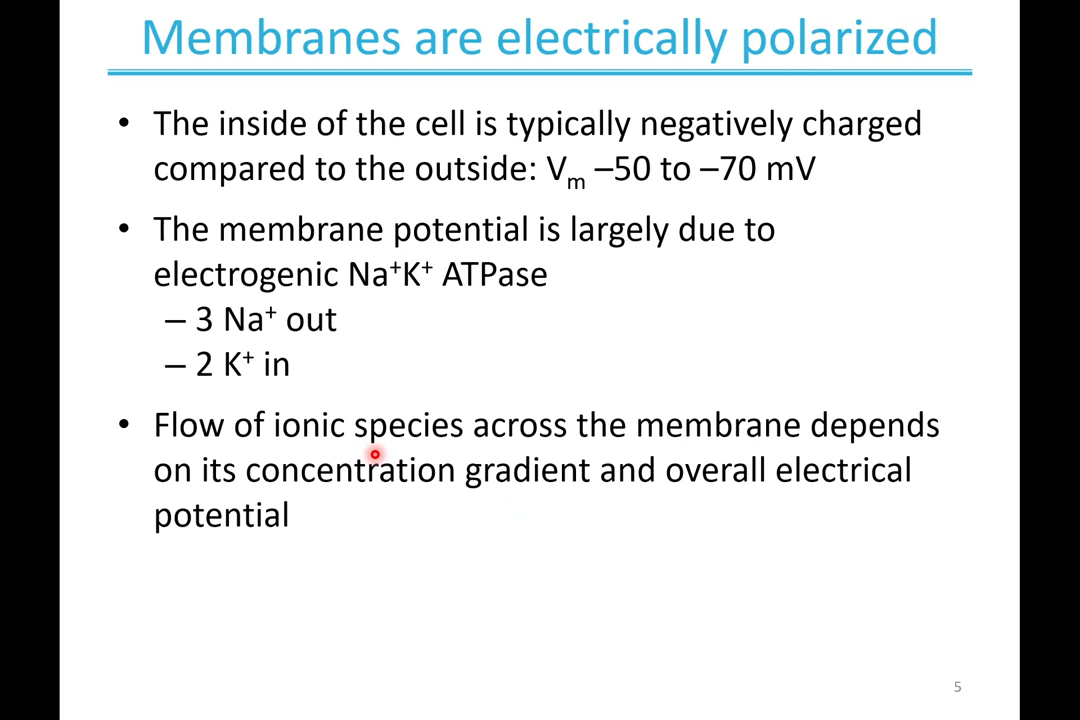 Membranes are electrically polarized
• The inside of the cell is typically negatively charged
compared to the outside: Vₘ –50 to –70 mV
• The membrane potential is largely due to
electrogenic Na⁺K⁺ ATPase
– 3 Na⁺ out
– 2 K⁺ in
• Flow of ionic species across the membrane depends
on its concentration gradient and overall electrical
potential
5